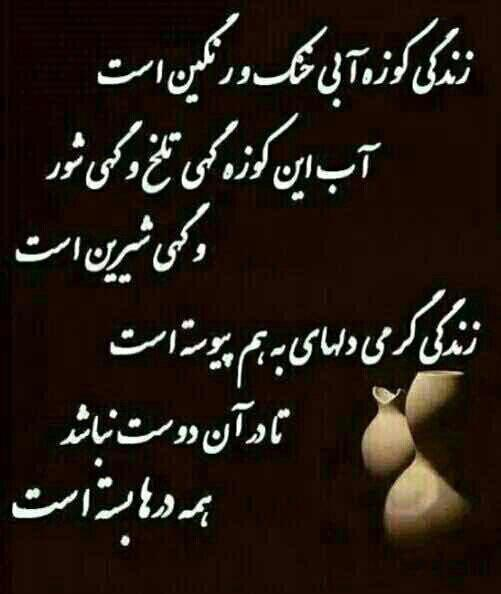 زندگی کوزه آبی خنک و رنگین است
آب این کوزه گهی تلخ و گهی شور
و گهی شیرین است
زندگی گرمی دلهای به هم پیوسته است
تا در آن دوست نباشد
همه درها بسته است